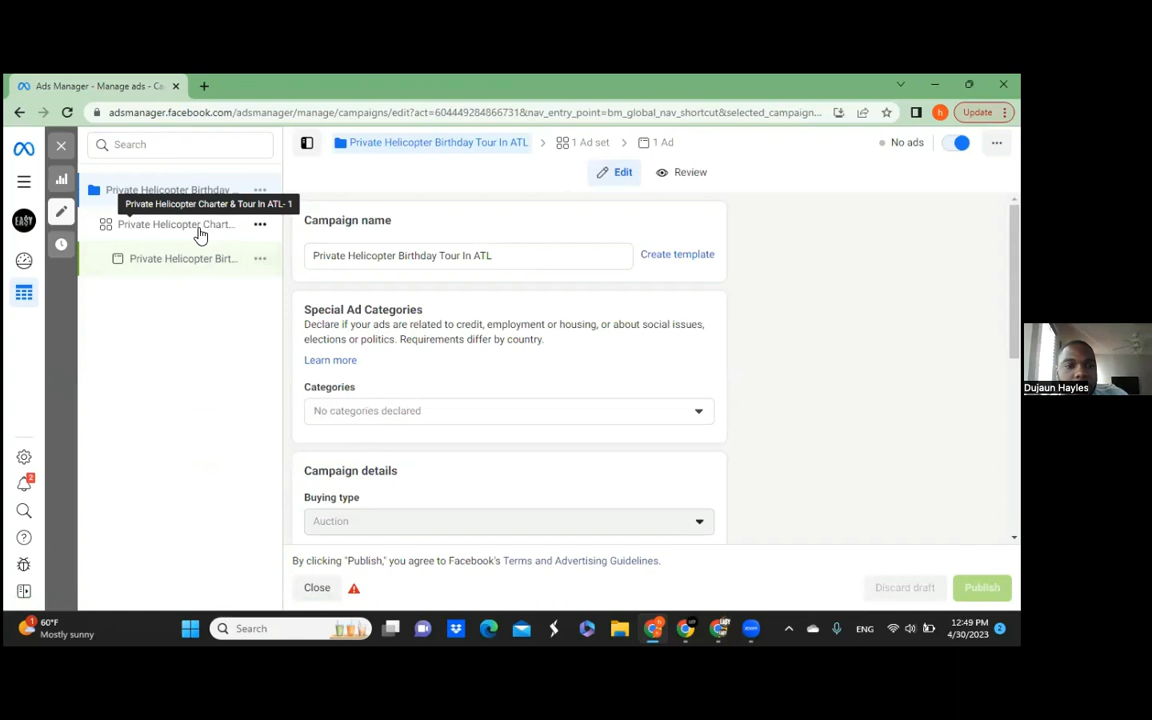 Ads Manager - Manage ads - Ca
adsmanager.facebook.com/adsmanager/manage/campaigns/edit?act=604449284866731&nav_entry_point=bm_global_nav_shortcut&selected_campaign...
h
Update
Search
Private Helicopter Birthday Tour In ATL
1 Ad set
1 Ad
No ads
Edit
Review
Private Helicopter Birthday ...
Private Helicopter Charter & Tour In ATL- 1
Private Helicopter Chart...
Private Helicopter Birt...
EASY
Campaign name
Private Helicopter Birthday Tour In ATL
Create template
Special Ad Categories
Declare if your ads are related to credit, employment or housing, or about social issues,
elections or politics. Requirements differ by country.
Learn more
Categories
No categories declared
Campaign details
Buying type
Auction
By clicking "Publish," you agree to Facebook's Terms and Advertising Guidelines.
Close
Discard draft
Publish
2
Dujaun Hayles
1
60°F
Mostly sunny
Search
ENG
12:49 PM
4/30/2023
2